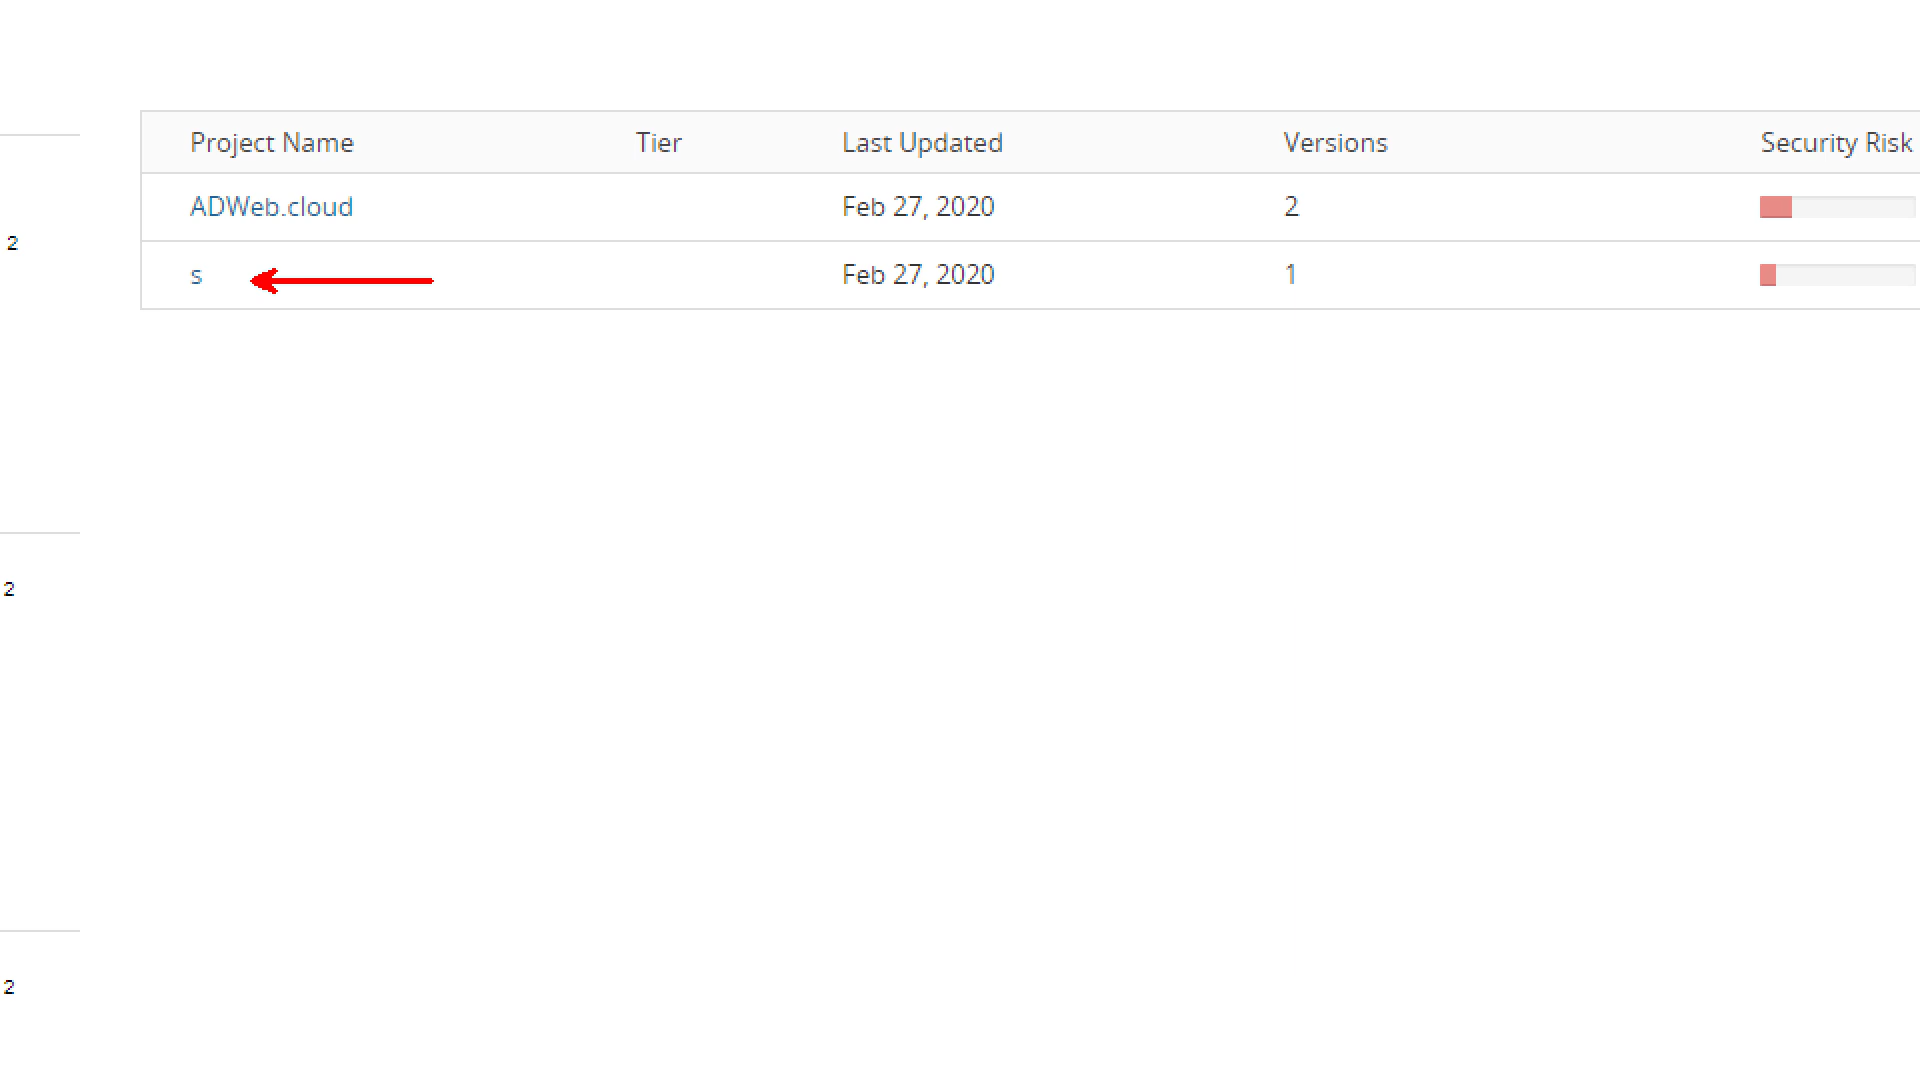 Project Name Tier Last Updated Versions Security Risk
ADWeb.cloud Feb 27, 2020 2
2
s Feb 27, 2020 1
2
2